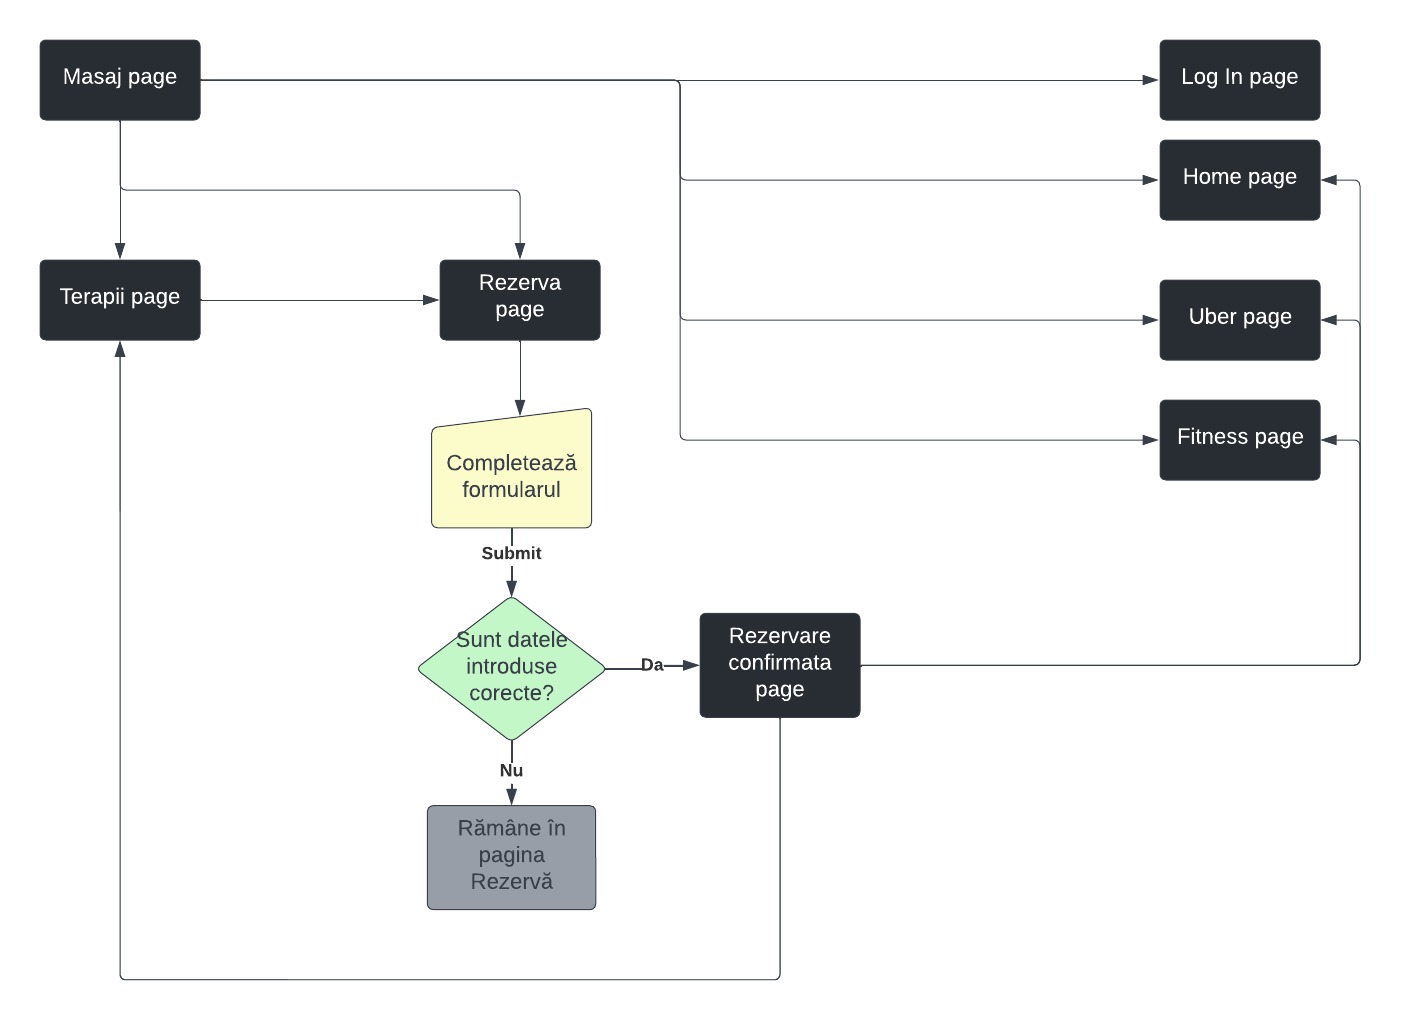 Masaj page
Log In page
Home page
Terapii page
Rezerva
page
Uber page
Fitness page
Completează
formularul
Submit
Sunt datele
introduse
corecte?
Da
Rezervare
confirmata
page
Nu
Rămâne în
pagina
Rezervă